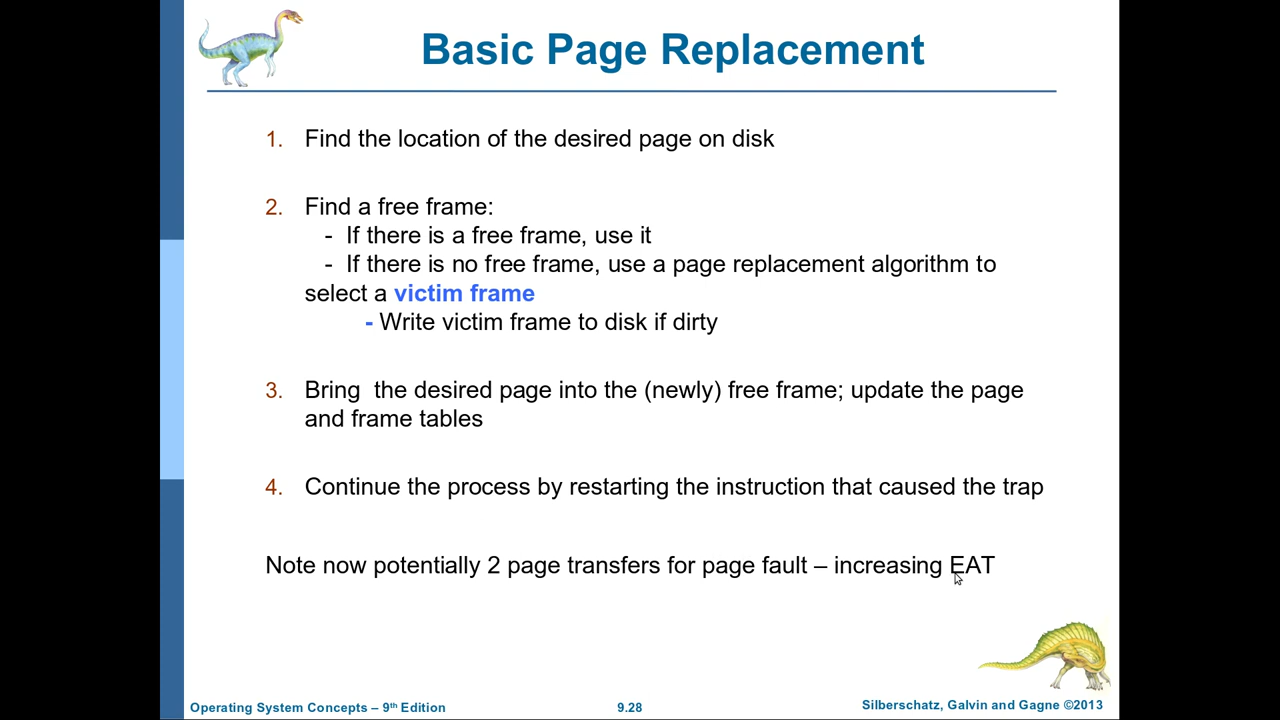 Basic Page Replacement
1. Find the location of the desired page on disk
2. Find a free frame:
- If there is a free frame, use it
- If there is no free frame, use a page replacement algorithm to
select a victim frame
- Write victim frame to disk if dirty
3. Bring the desired page into the (newly) free frame; update the page
and frame tables
4. Continue the process by restarting the instruction that caused the trap
Note now potentially 2 page transfers for page fault – increasing EAT
Operating System Concepts – 9th Edition
9.28
Silberschatz, Galvin and Gagne ©2013